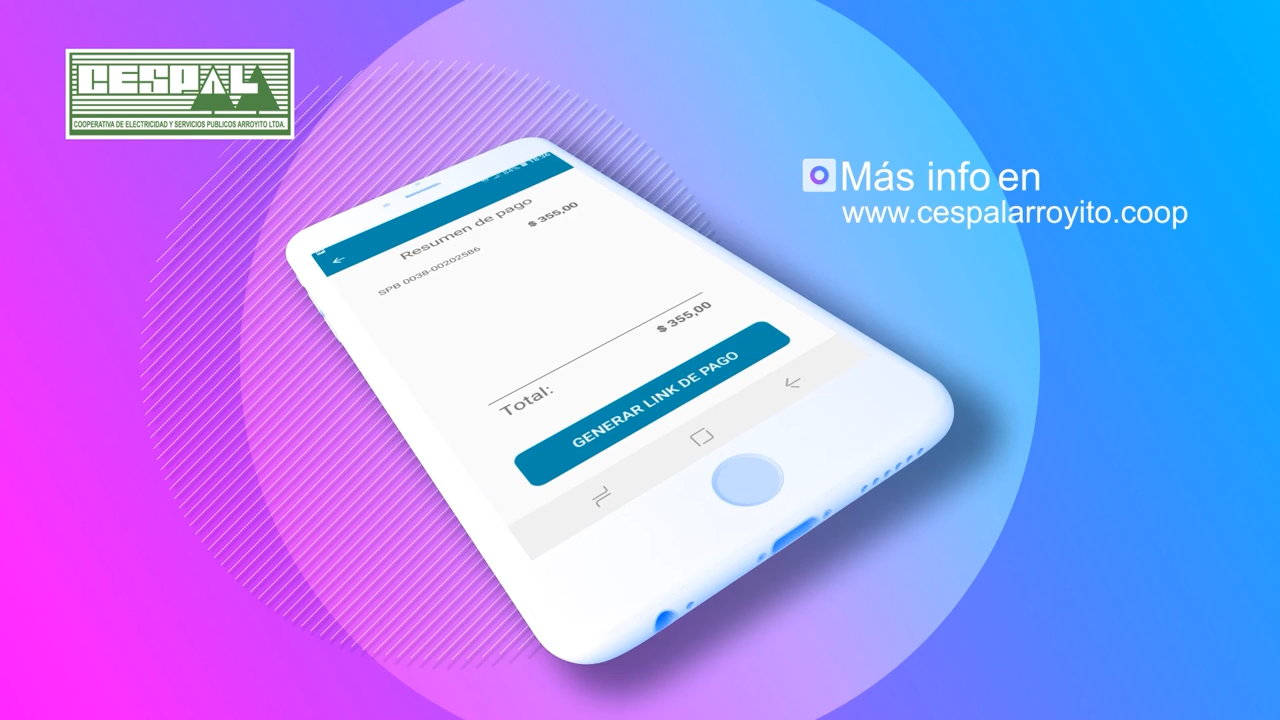 CESPAL
COOPERATIVA DE ELECTRICIDAD Y SERVICIOS PUBLICOS ARROYITO LTDA.
Más info en
www.cespalarroyito.coop
Resumen de pago
SPB 0038-00202586
$ 355,00
Total:
$ 355,00
GENERAR LINK DE PAGO